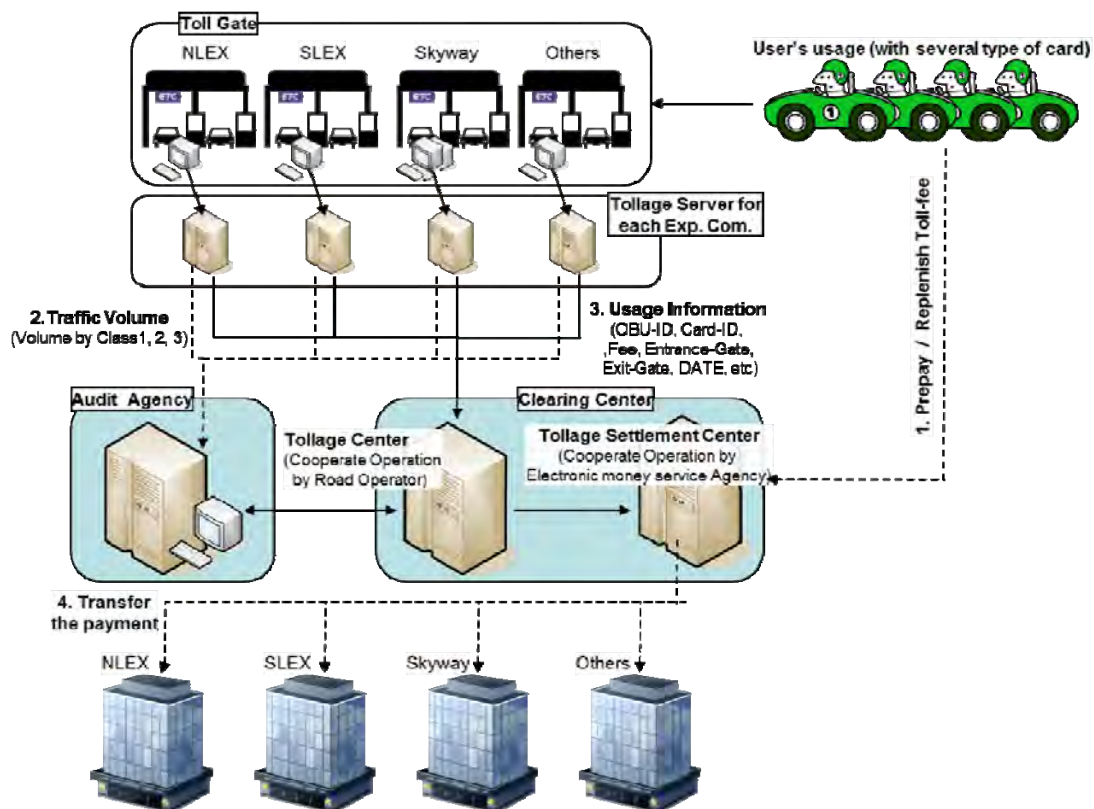 Toll Gate
NLEX
SLEX
Skyway
Others
ETC
ETC
ETC
ETC
User's usage (with several type of card)
1
Tollage Server for
each Exp. Com.
2. Traffic Volume
(Volume by Class1, 2, 3)
3. Usage Information
(OBU-ID, Card-ID,
,Fee, Entrance-Gate,
Exit-Gate, DATE, etc)
1. Prepay / Replenish Toll-fee
Audit Agency
Clearing Center
Tollage Center
(Cooperate Operation
by Road Operator)
Tollage Settlement Center
(Cooperate Operation by
Electronic money service Agency)
4. Transfer
the payment
NLEX
SLEX
Skyway
Others